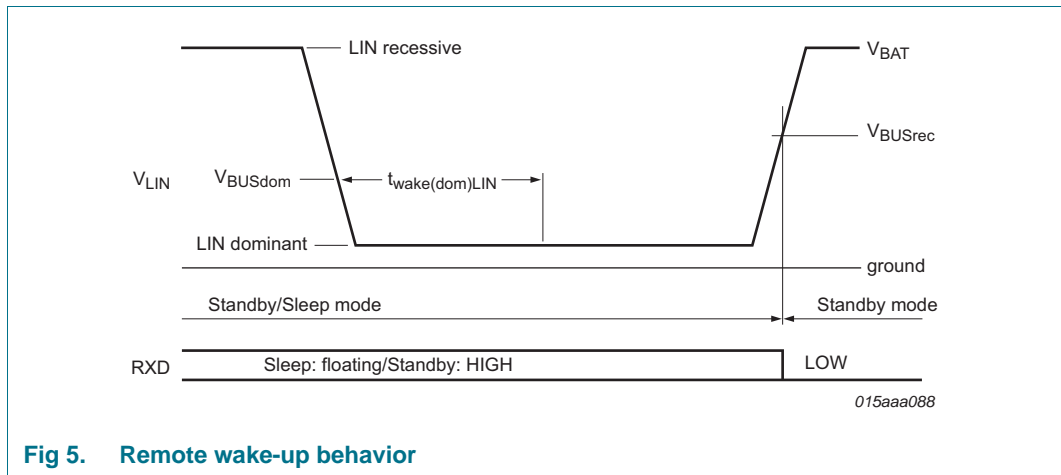 LIN recessive
VBAT
VBUSrec
VLIN
VBUSdom
twake(dom)LIN
LIN dominant
ground
Standby/Sleep mode
Standby mode
RXD
Sleep: floating/Standby: HIGH
LOW
015aaa088
Fig 5. Remote wake-up behavior